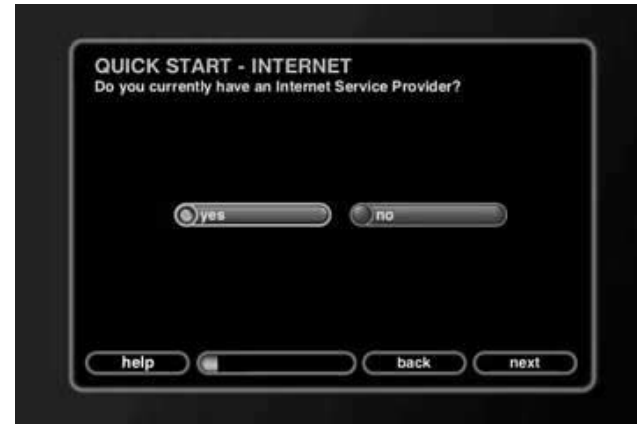 QUICK START - INTERNET
Do you currently have an Internet Service Provider?
yes
no
help
back
next